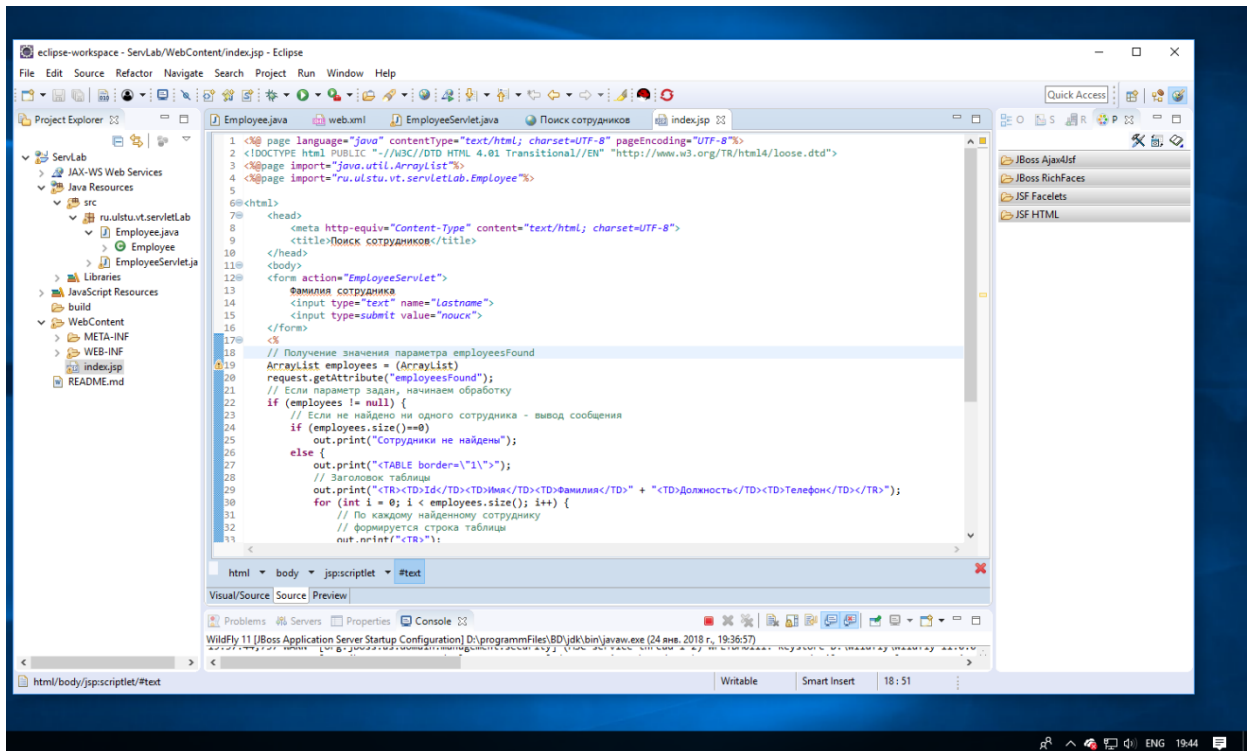 eclipse-workspace - ServLab/WebContent/index.jsp - Eclipse
File Edit Source Refactor Navigate Search Project Run Window Help
Quick Access
Project Explorer
ServLab
JAX-WS Web Services
Java Resources
src
ru.ulstu.vt.servletLab
Employee.java
Employee
EmployeeServlet.ja
Libraries
JavaScript Resources
build
WebContent
META-INF
WEB-INF
index.jsp
README.md
Employee.java web.xml EmployeeServlet.java Поиск сотрудников index.jsp
1 <%@ page language="java" contentType="text/html; charset=UTF-8" pageEncoding="UTF-8"%>
2 <!DOCTYPE html PUBLIC "-//W3C//DTD HTML 4.01 Transitional//EN" "http://www.w3.org/TR/html4/loose.dtd">
3 <%@page import="java.util.ArrayList"%>
4 <%@page import="ru.ulstu.vt.servletLab.Employee"%>
5
6 <html>
7 <head>
8 <meta http-equiv="Content-Type" content="text/html; charset=UTF-8">
9 <title>Поиск сотрудников</title>
10 </head>
11 <body>
12 <form action="EmployeeServlet">
13 Фамилия сотрудника
14 <input type="text" name="lastname">
15 <input type=submit value="поиск">
16 </form>
17 <%
18 // Получение значения параметра employeesFound
19 ArrayList employees = (ArrayList)
20 request.getAttribute("employeesFound");
21 // Если параметр задан, начинаем обработку
22 if (employees != null) {
23 // Если не найдено ни одного сотрудника - вывод сообщения
24 if (employees.size()==0)
25 out.print("Сотрудники не найдены");
26 else {
27 out.print("<TABLE border=\"1\">");
28 // Заголовок таблицы
29 out.print("<TR><TD>Id</TD><TD>Имя</TD><TD>Фамилия</TD>" + "<TD>Должность</TD><TD>Телефон</TD></TR>");
30 for (int i = 0; i < employees.size(); i++) {
31 // По каждому найденному сотруднику
32 // формируется строка таблицы
33 out.print("<TR>");
html body jsp:scriptlet #text
Visual/Source Source Preview
Problems Servers Properties Console
WildFly 11 [JBoss Application Server Startup Configuration] D:\programmFiles\BD\jdk\bin\javaw.exe (24 янв. 2018 г., 19:36:57)
O S R P
JBoss Ajax4Jsf
JBoss RichFaces
JSF Facelets
JSF HTML
html/body/jsp:scriptlet/#text Writable Smart Insert 18 : 51
ENG 19:44